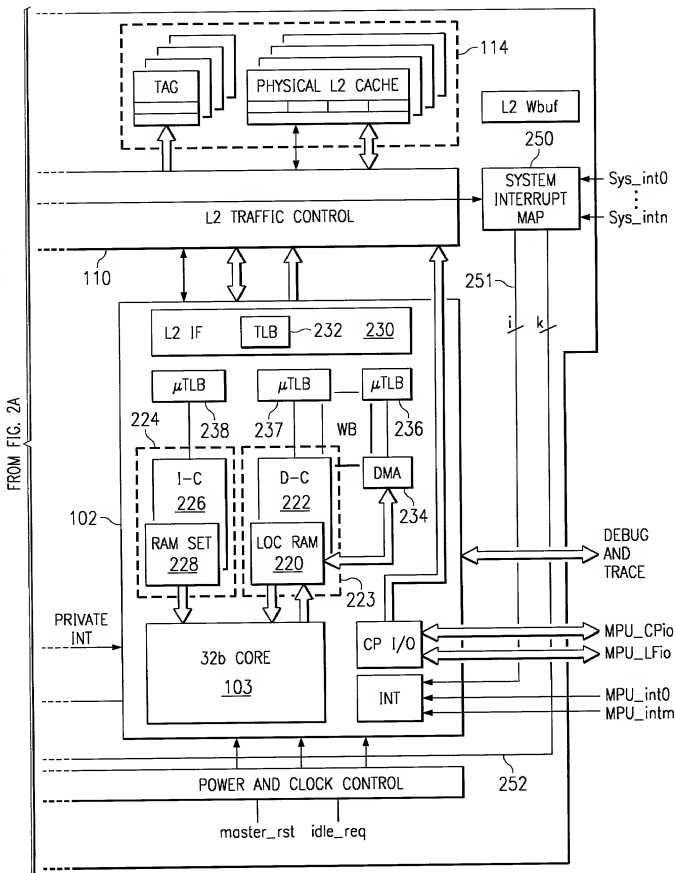 114
TAG
PHYSICAL L2 CACHE
L2 Wbuf
250
SYSTEM
INTERRUPT
MAP
Sys_int0
Sys_intn
L2 TRAFFIC CONTROL
110
251
i
k
L2 IF
TLB
232
230
μTLB
μTLB
μTLB
238
237
WB
236
224
I-C
226
D-C
222
DMA
234
102
RAM SET
228
LOC RAM
220
223
DEBUG
AND
TRACE
PRIVATE
INT
32b CORE
103
CP I/O
MPU_CPio
MPU_LFio
INT
MPU_int0
MPU_intm
252
POWER AND CLOCK CONTROL
master_rst
idle_req
FROM FIG. 2A